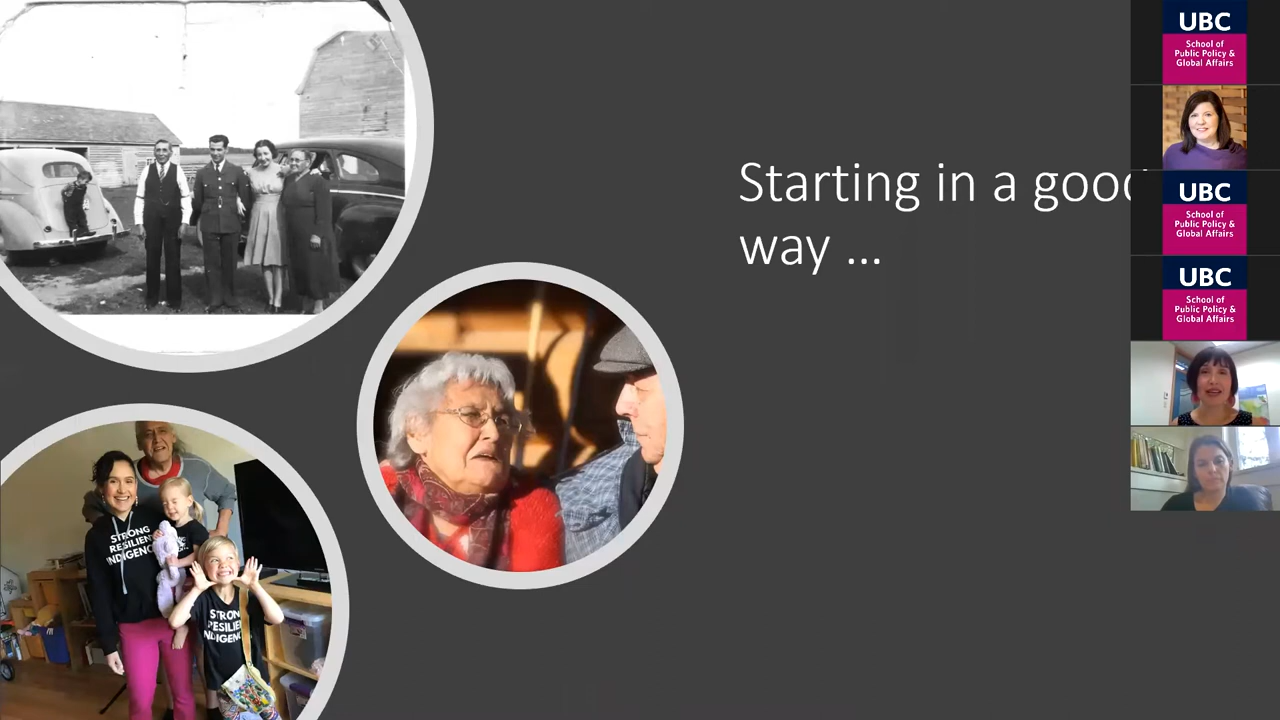 Starting in a good
way ...
STRONG
RESILIENT
INDIGENOUS
STRONG
RESILIENT
INDIGENOUS
UBC
School of
Public Policy &
Global Affairs
UBC
School of
Public Policy &
Global Affairs
UBC
School of
Public Policy &
Global Affairs